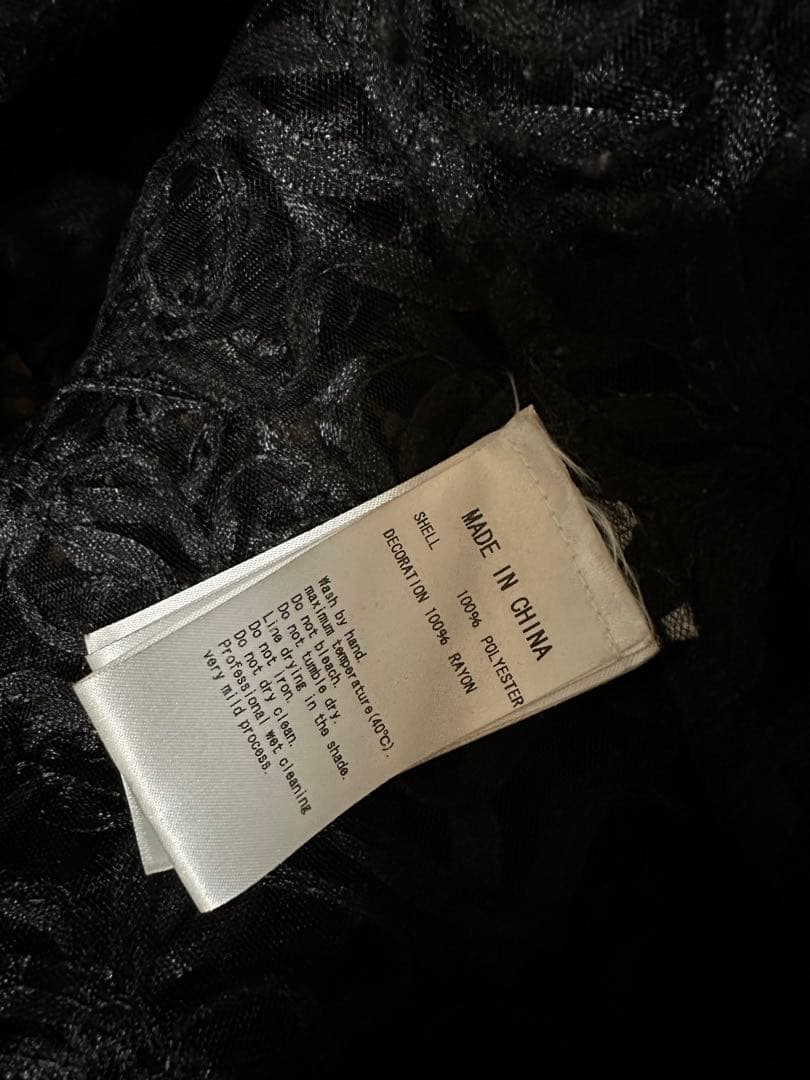 MADE IN CHINA
SHELL 100% POLYESTER
DECORATION 100% RAYON
Wash by hand.
maximum temperature(40℃).
Do not bleach.
Do not tumble dry.
Line drying in the shade.
Do not iron.
Do not dry clean.
Professional wet cleaning
very mild process.